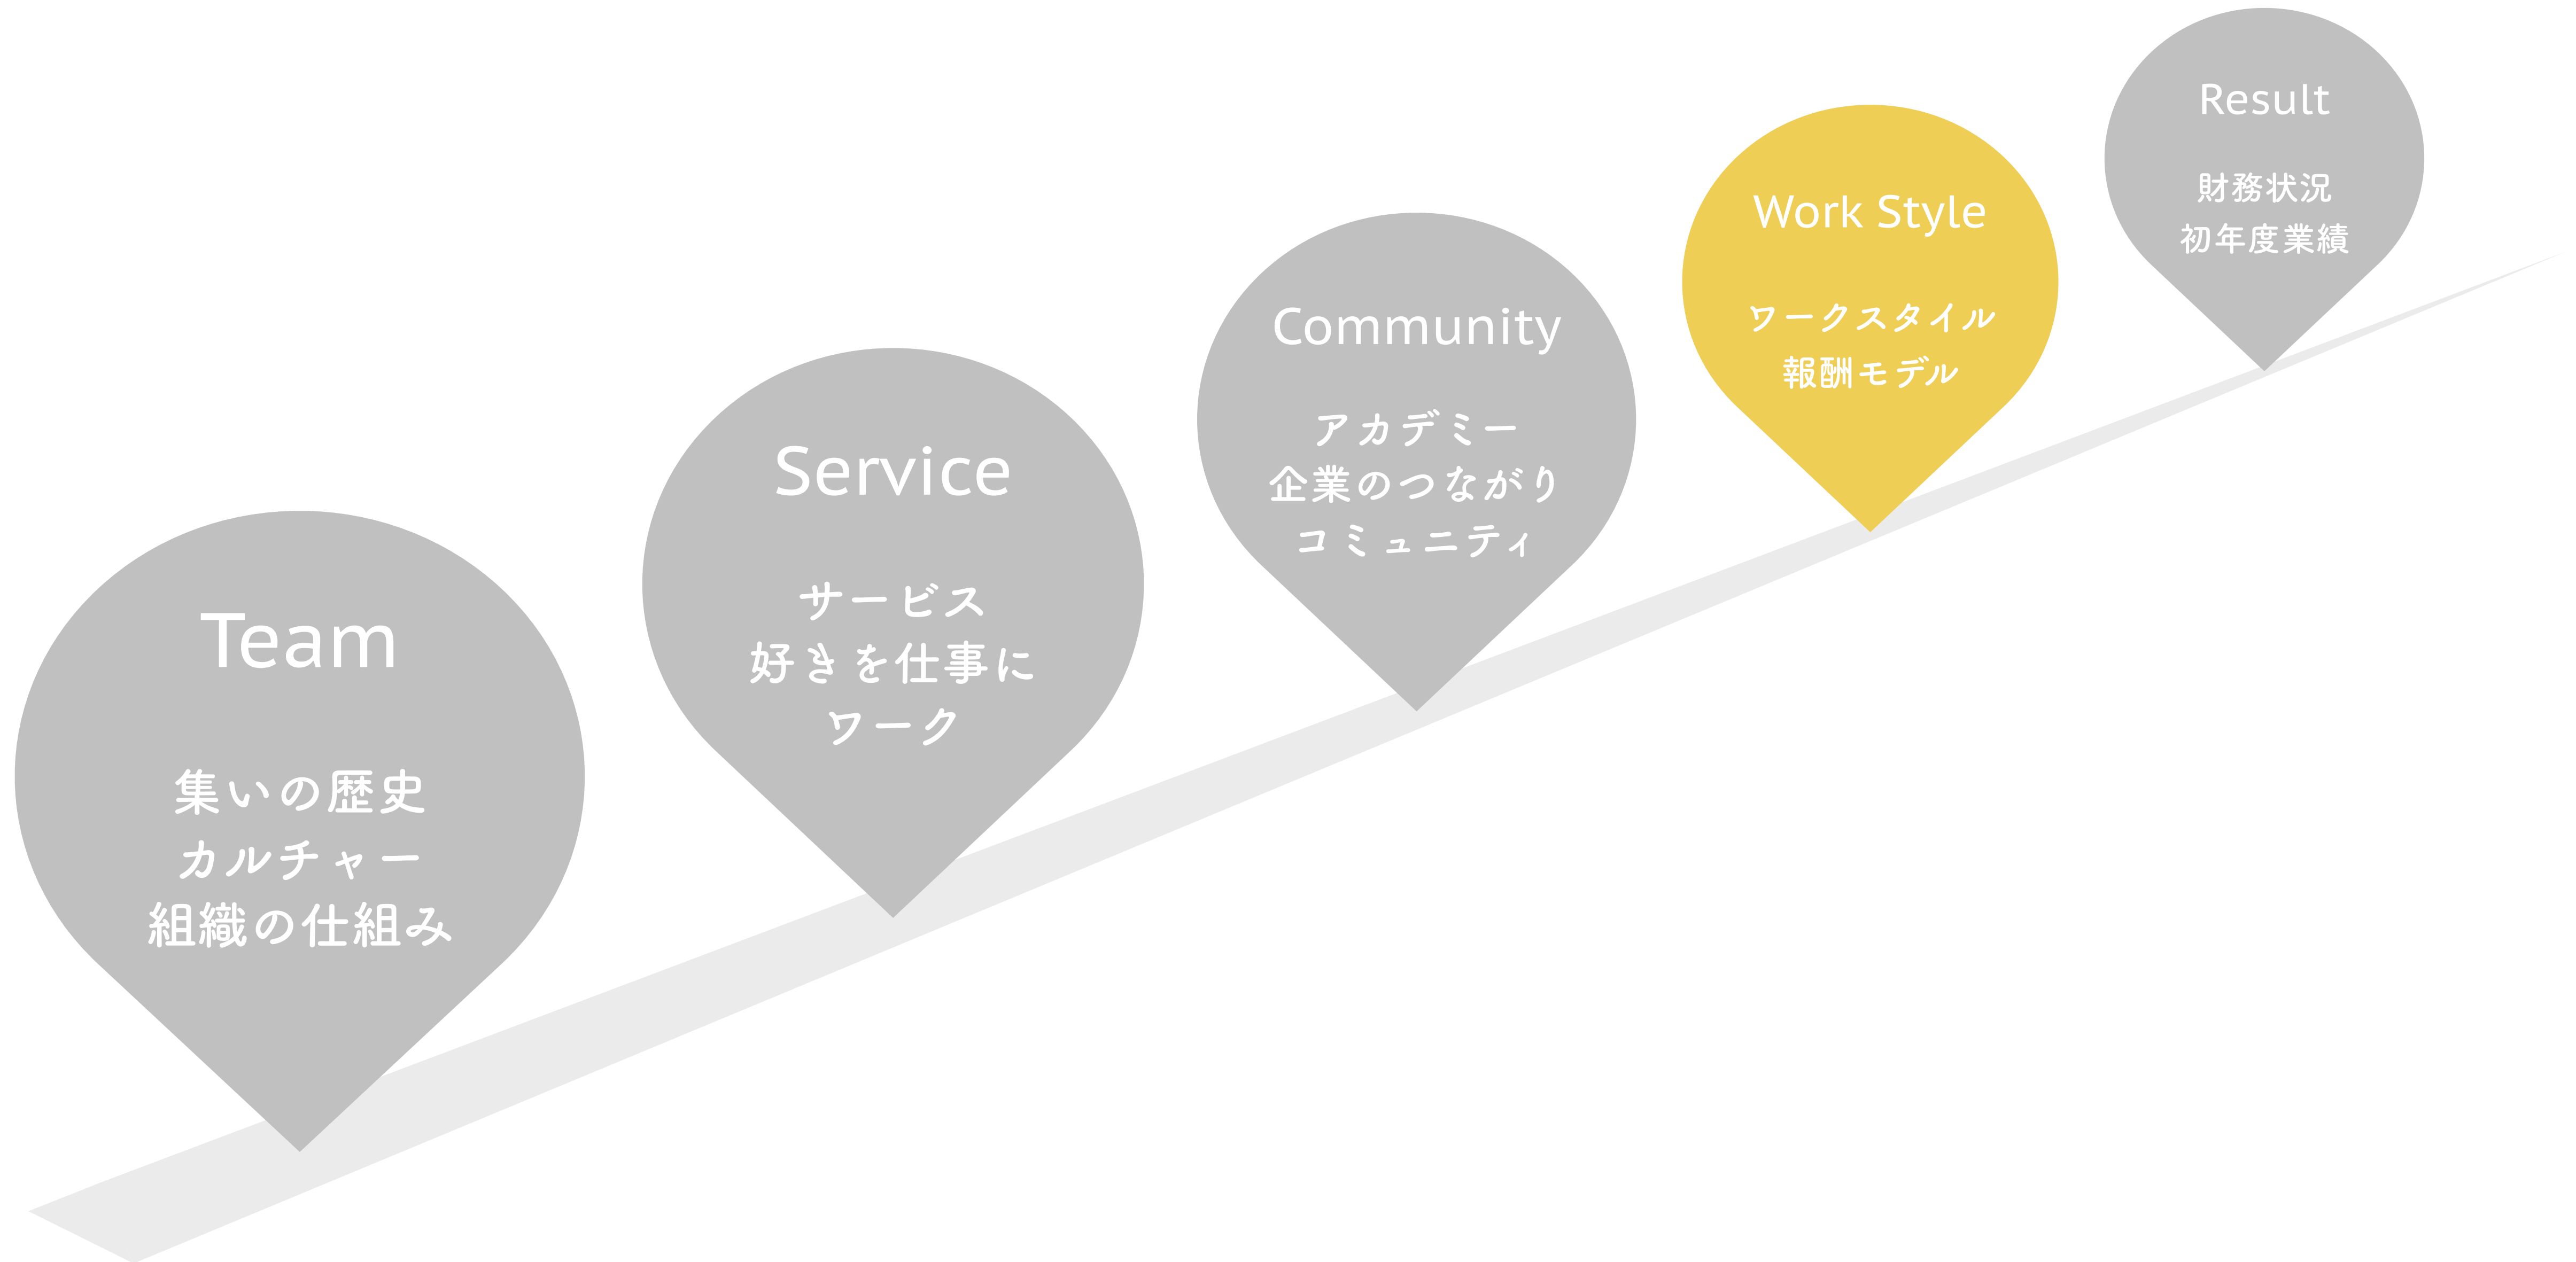 Team
集いの歴史
カルチャー
組織の仕組み
Service
サービス
好きを仕事に
ワーク
Community
アカデミー
企業のつながり
コミュニティ
Work Style
ワークスタイル
報酬モデル
Result
財務状況
初年度業績